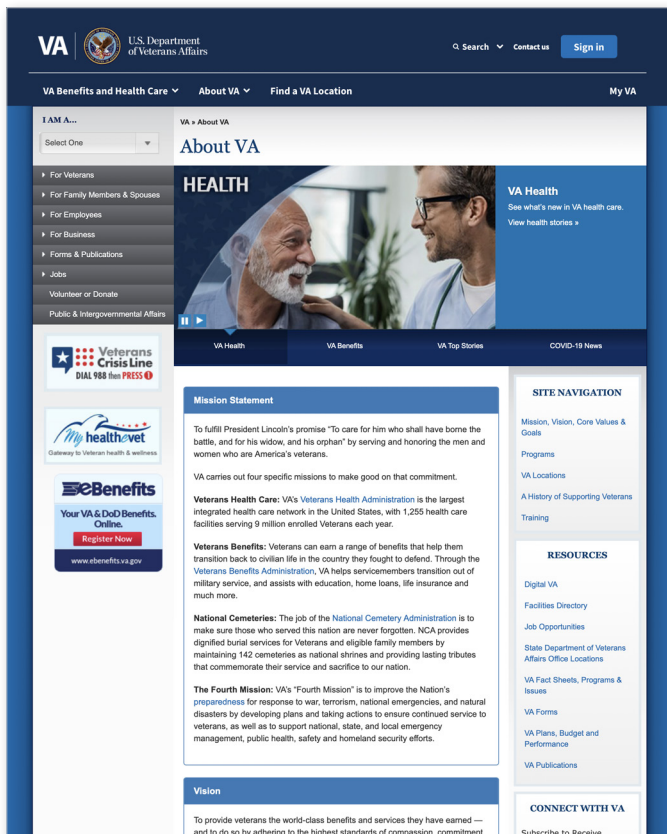 VA
U.S. Department
of Veterans Affairs
Search
Contact us
Sign in
VA Benefits and Health Care
About VA
Find a VA Location
My VA
I AM A...
Select One
For Veterans
For Family Members & Spouses
For Employees
For Business
Forms & Publications
Jobs
Volunteer or Donate
Public & Intergovernmental Affairs
Veterans
Crisis Line
DIAL 988 then PRESS 1
My healthevet
Gateway to Veteran health & wellness
eBenefits
Your VA & DoD Benefits.
Online.
Register Now
www.ebenefits.va.gov
VA » About VA
About VA
HEALTH
VA Health
See what's new in VA health care.
View health stories »
VA Health
VA Benefits
VA Top Stories
COVID-19 News
Mission Statement
To fulfill President Lincoln's promise “To care for him who shall have borne the
battle, and for his widow, and his orphan” by serving and honoring the men and
women who are America's veterans.
VA carries out four specific missions to make good on that commitment.
Veterans Health Care: VA's Veterans Health Administration is the largest
integrated health care network in the United States, with 1,255 health care
facilities serving 9 million enrolled Veterans each year.
Veterans Benefits: Veterans can earn a range of benefits that help them
transition back to civilian life in the country they fought to defend. Through the
Veterans Benefits Administration, VA helps servicemembers transition out of
military service, and assists with education, home loans, life insurance and
much more.
National Cemeteries: The job of the National Cemetery Administration is to
make sure those who served this nation are never forgotten. NCA provides
dignified burial services for Veterans and eligible family members by
maintaining 142 cemeteries as national shrines and providing lasting tributes
that commemorate their service and sacrifice to our nation.
The Fourth Mission: VA's “Fourth Mission” is to improve the Nation's
preparedness for response to war, terrorism, national emergencies, and natural
disasters by developing plans and taking actions to ensure continued service to
veterans, as well as to support national, state, and local emergency
management, public health, safety and homeland security efforts.
Vision
To provide veterans the world-class benefits and services they have earned —
and to do so by adhering to the highest standards of compassion, commitment
SITE NAVIGATION
Mission, Vision, Core Values &
Goals
Programs
VA Locations
A History of Supporting Veterans
Training
RESOURCES
Digital VA
Facilities Directory
Job Opportunities
State Department of Veterans
Affairs Office Locations
VA Fact Sheets, Programs &
Issues
VA Forms
VA Plans, Budget and
Performance
VA Publications
CONNECT WITH VA
Subscribe to Receive